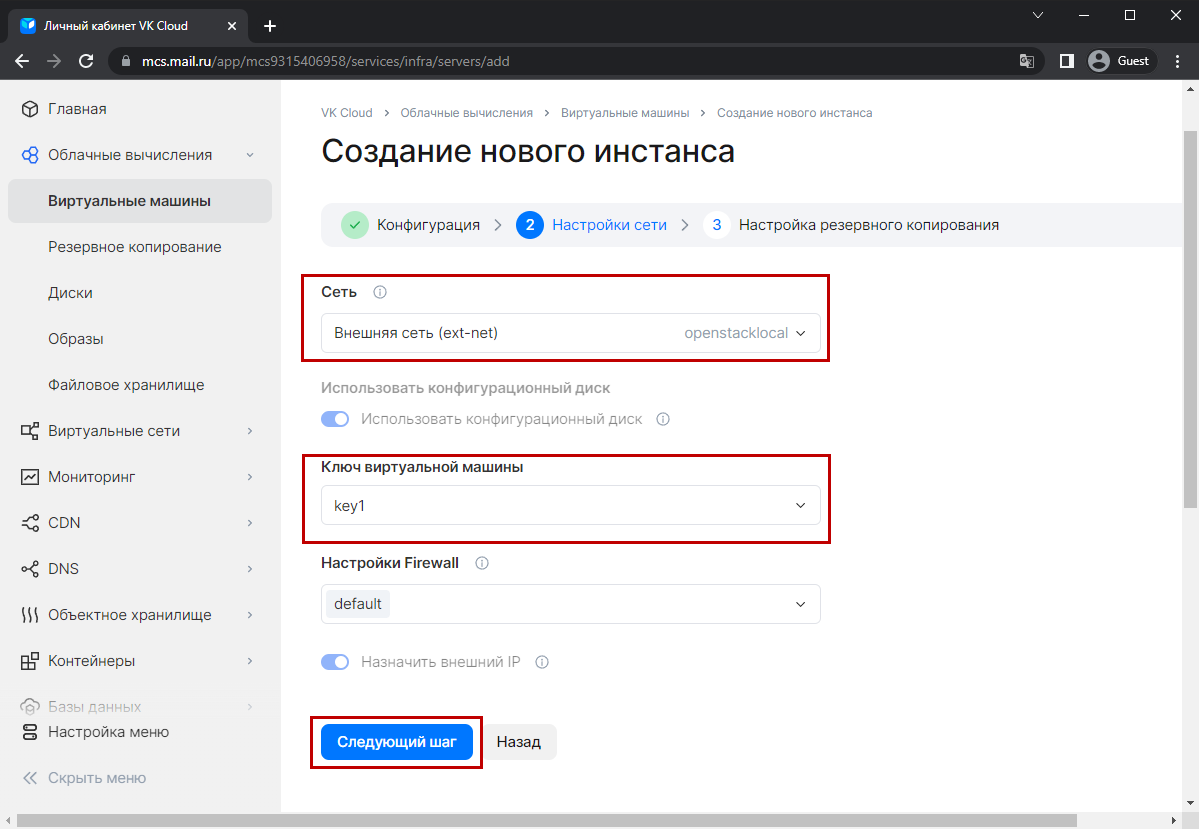 Личный кабинет VK Cloud
mcs.mail.ru/app/mcs9315406958/services/infra/servers/add
Guest
Главная
Облачные вычисления
Виртуальные машины
Резервное копирование
Диски
Образы
Файловое хранилище
Виртуальные сети
Мониторинг
CDN
DNS
Объектное хранилище
Контейнеры
Базы данных
Настройка меню
Скрыть меню
VK Cloud > Облачные вычисления > Виртуальные машины > Создание нового инстанса
Создание нового инстанса
Конфигурация > 2 Настройки сети > 3 Настройка резервного копирования
Сеть
Внешняя сеть (ext-net) openstacklocal
Использовать конфигурационный диск
Использовать конфигурационный диск
Ключ виртуальной машины
key1
Настройки Firewall
default
Назначить внешний IP
Следующий шаг Назад